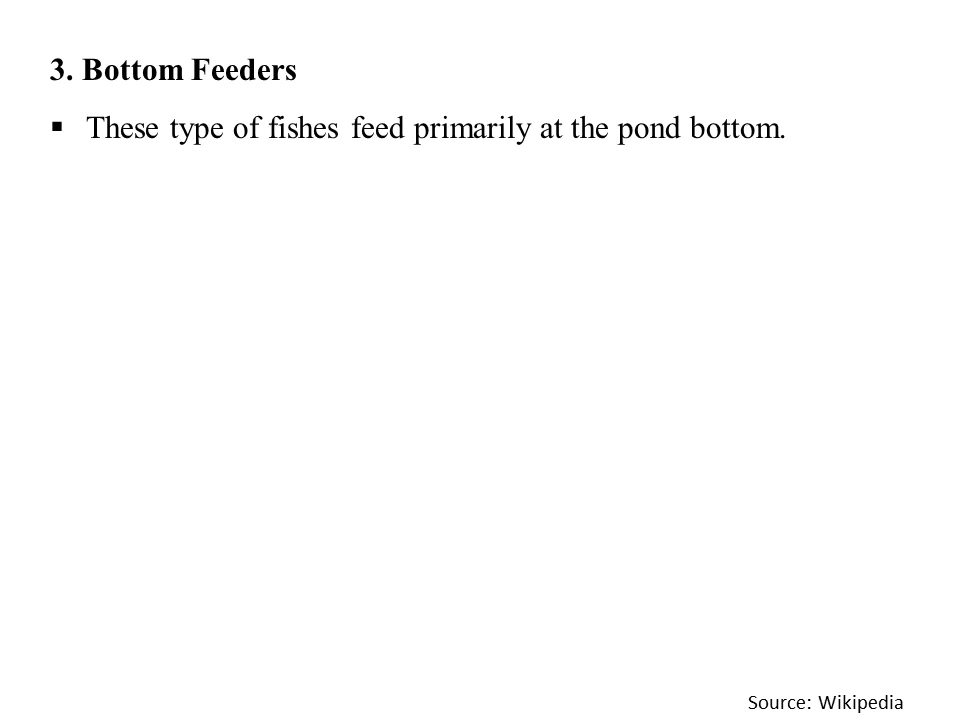 3. Bottom Feeders
▪ These type of fishes feed primarily at the pond bottom.
Source: Wikipedia